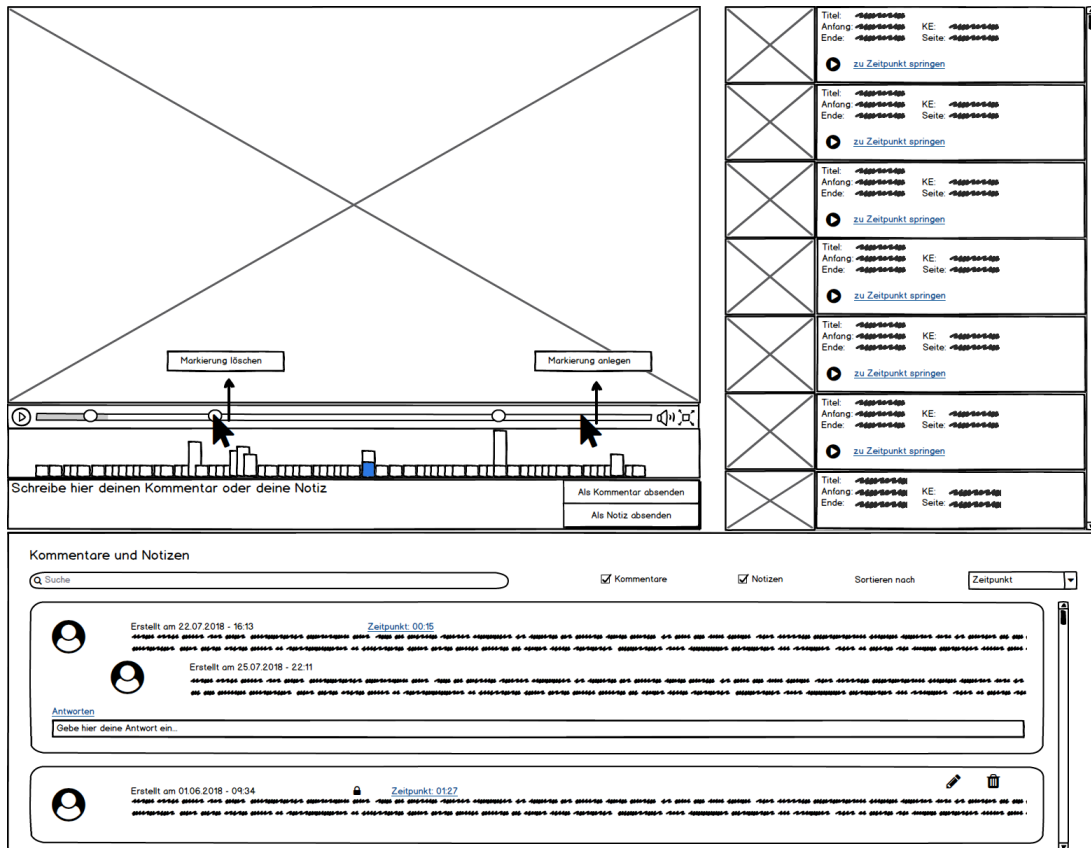 Markierung löschen
Markierung anlegen
Schreibe hier deinen Kommentar oder deine Notiz
Als Kommentar absenden
Als Notiz absenden
Titel:
Anfang: KE:
Ende: Seite:
zu Zeitpunkt springen
Titel:
Anfang: KE:
Ende: Seite:
zu Zeitpunkt springen
Titel:
Anfang: KE:
Ende: Seite:
zu Zeitpunkt springen
Titel:
Anfang: KE:
Ende: Seite:
zu Zeitpunkt springen
Titel:
Anfang: KE:
Ende: Seite:
zu Zeitpunkt springen
Titel:
Anfang: KE:
Ende: Seite:
zu Zeitpunkt springen
Titel:
Anfang: KE:
Ende: Seite:
Kommentare und Notizen
Suche Kommentare Notizen Sortieren nach Zeitpunkt
Erstellt am 22.07.2018 - 16:13 Zeitpunkt: 00:15
Erstellt am 25.07.2018 - 22:11
Antworten
Gebe hier deine Antwort ein...
Erstellt am 01.06.2018 - 09:34 Zeitpunkt: 01:27